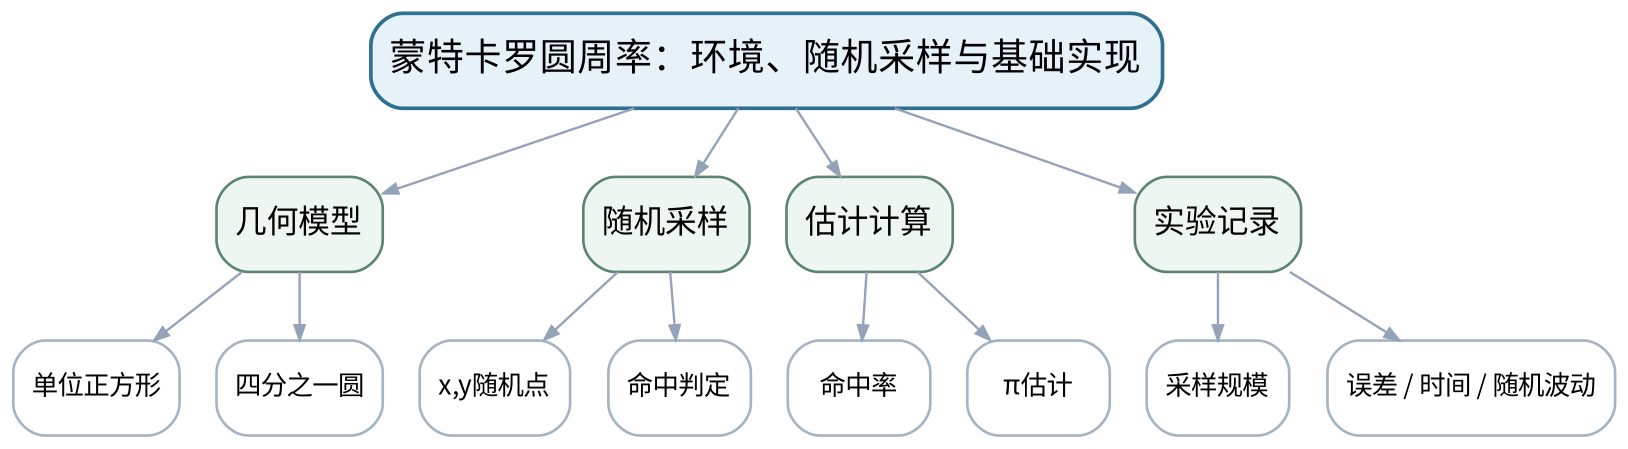 蒙特卡罗圆周率：环境、随机采样与基础实现
几何模型
随机采样
估计计算
实验记录
单位正方形
四分之一圆
x,y随机点
命中判定
命中率
π估计
采样规模
误差 / 时间 / 随机波动